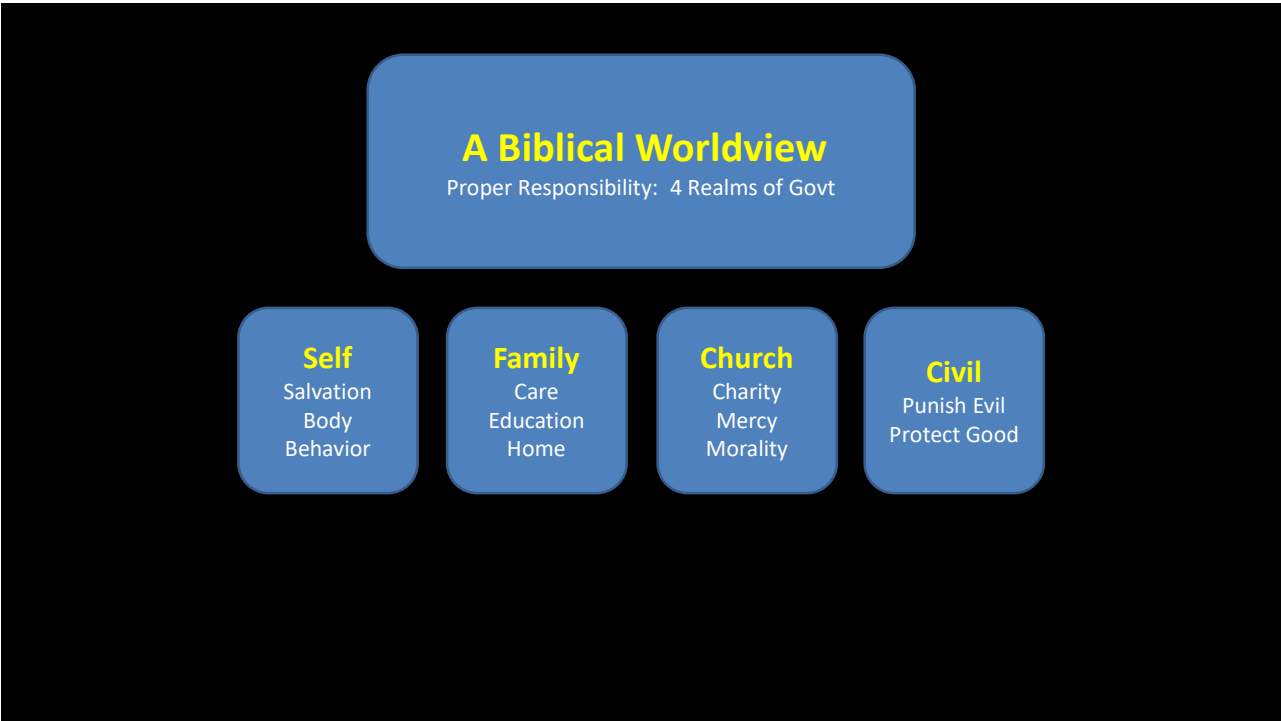 A Biblical Worldview
Proper Responsibility:  4 Realms of Govt
Self
Salvation
Body
Behavior
Family
Care
Education
Home
Church
Charity
Mercy
Morality
Civil
Punish Evil
Protect Good